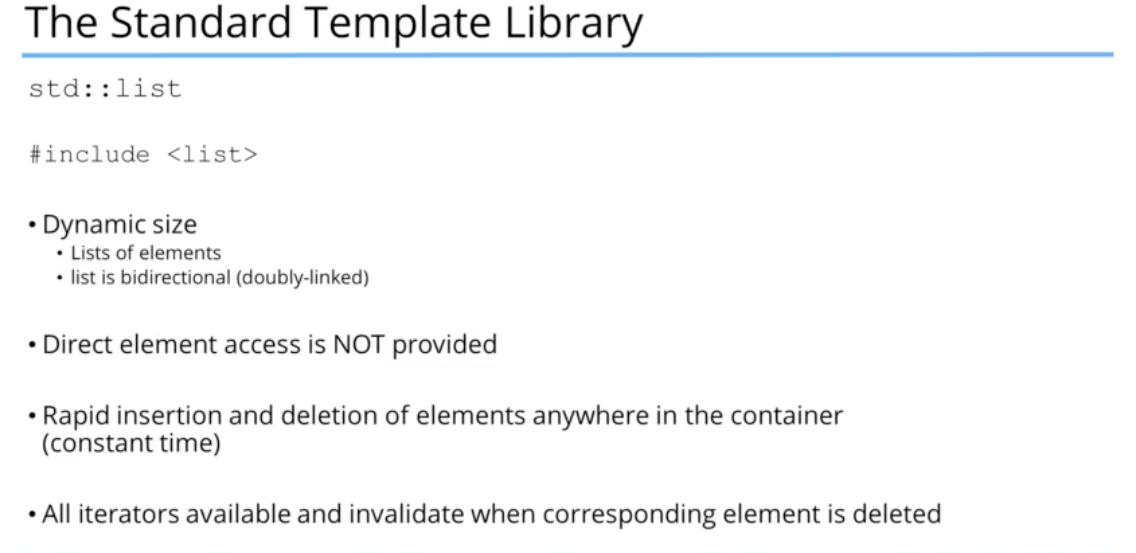 The Standard Template Library
std::list
#include <list>
• Dynamic size
• Lists of elements
• list is bidirectional (doubly-linked)
• Direct element access is NOT provided
• Rapid insertion and deletion of elements anywhere in the container
(constant time)
• All iterators available and invalidate when corresponding element is deleted